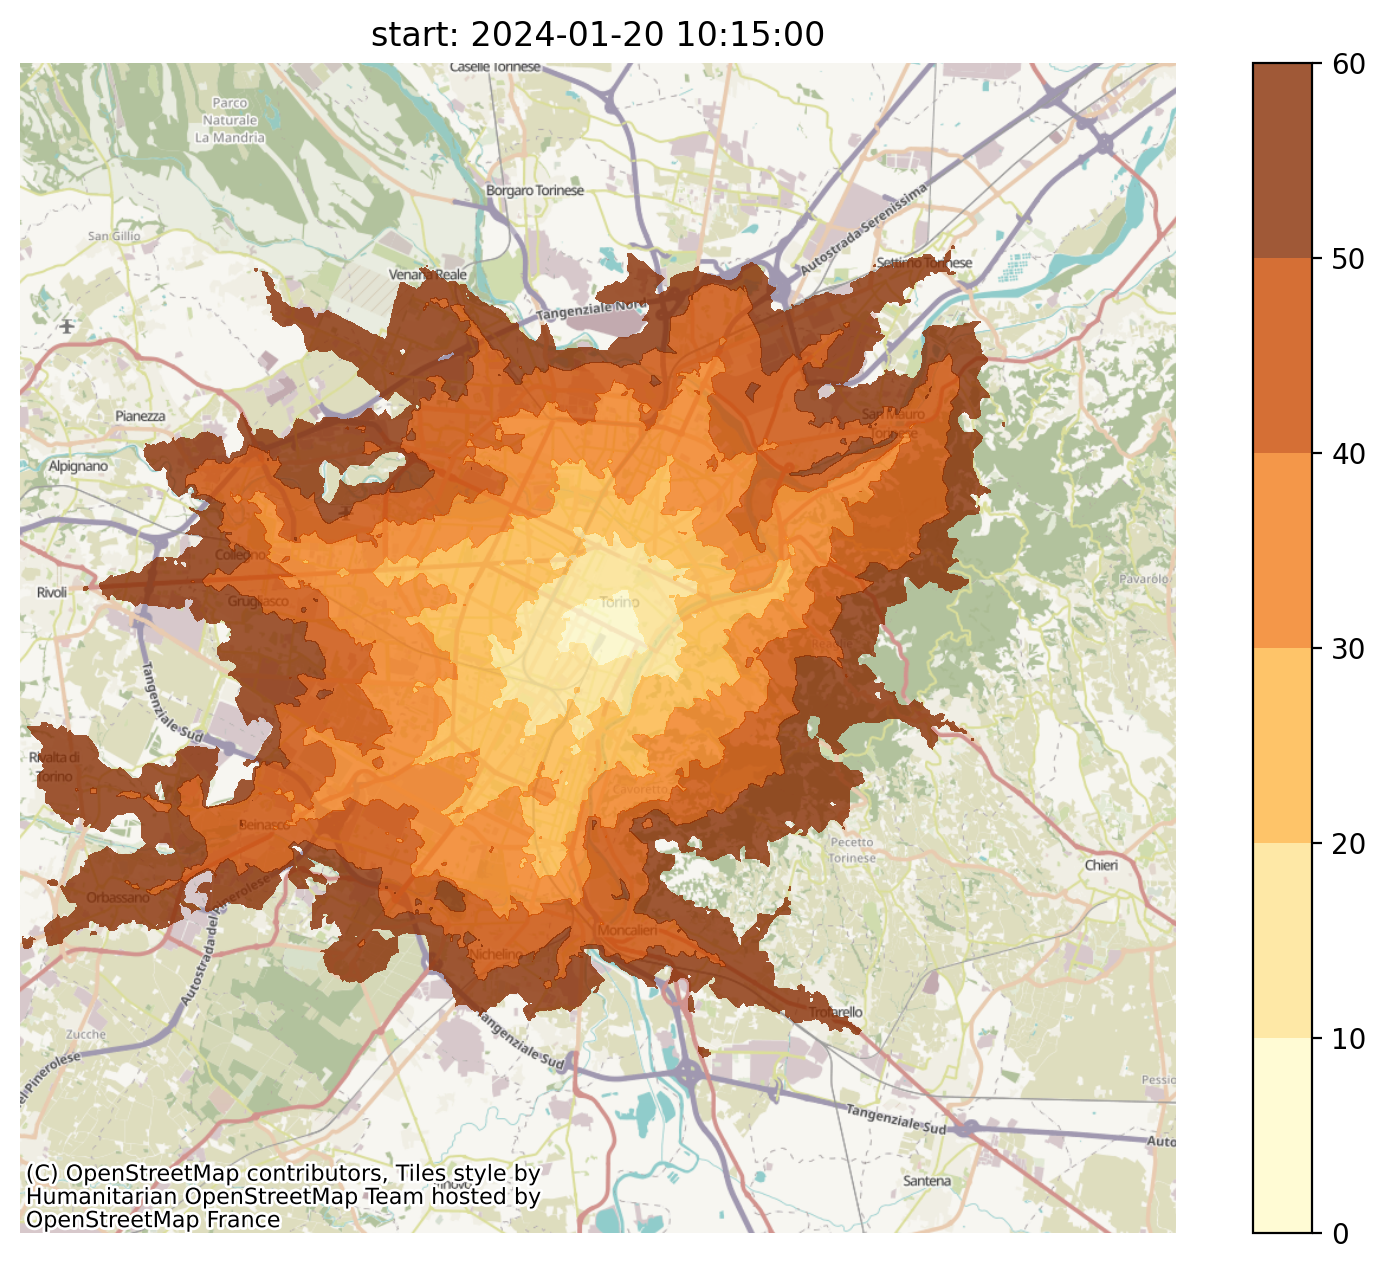 start: 2024-01-20 10:15:00
Caselle Torinese
Parco
Naturale
La Mandria
Borgaro Torinese
Autostrada Serenissima
San Gillio
Venaria Reale
Settimo Torinese
Tangenziale Nord
Pianezza
San Mauro
Torinese
Alpignano
Collegno
Pavarolo
Rivoli
Grugliasco
Torino
Tangenziale Sud
Rivalta di
Torino
Cavoretto
Beinasco
Pecetto
Torinese
Chieri
Orbassano
Autostrada del Pinerolese
Moncalieri
Nichelino
Trofarello
Zucche
Tangenziale Sud
Pessio
del Pinerolese
Tangenziale Sud
Auto
Santena
(C) OpenStreetMap contributors, Tiles style by
Humanitarian OpenStreetMap Team hosted by
OpenStreetMap France
60
50
40
30
20
10
0